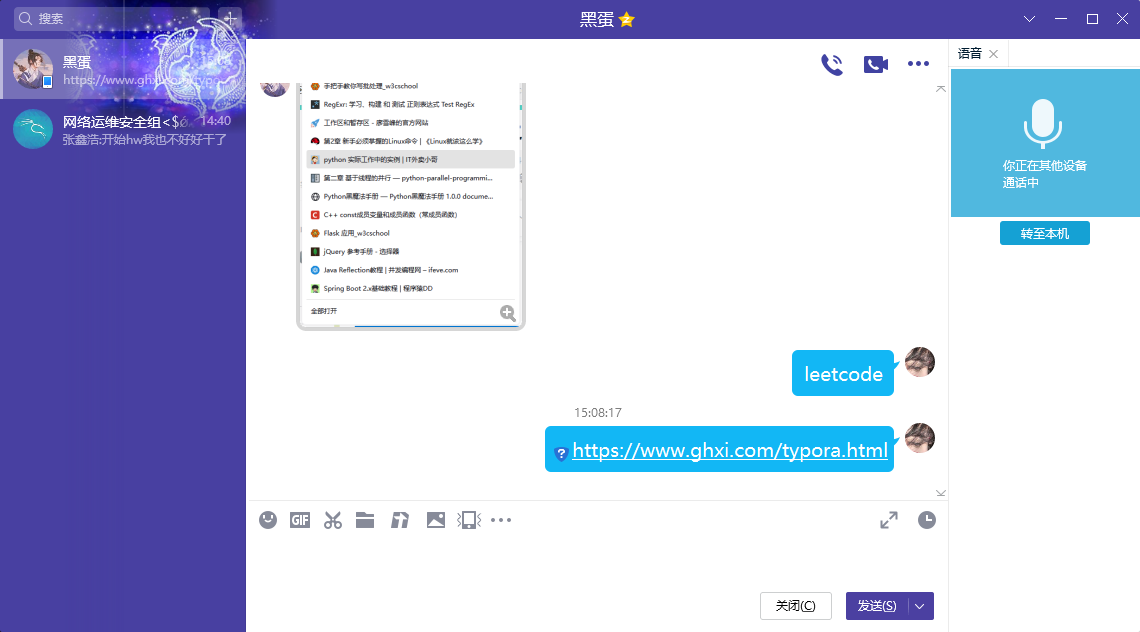 搜索
黑蛋
黑蛋
https://www.ghxi.com/typo...
网络运维安全组<$
14:40
张鑫浩:开始hw我也不好好干了
手把手教你写批处理_w3cschool
RegExr: 学习、构建 和 测试 正则表达式 Test RegEx
工作区和暂存区 - 廖雪峰的官方网站
第2章 新手必须掌握的Linux命令 | 《Linux就该这么学》
python 实际工作中的实例 | IT外卖小哥
第二章 基于线程的并行 — python-parallel-programmi...
Python黑魔法手册 — Python黑魔法手册 1.0.0 docume...
C++ const成员变量和成员函数（常成员函数）
Flask 应用_w3cschool
jQuery 参考手册 - 选择器
Java Reflection教程 | 并发编程网 – ifeve.com
Spring Boot 2.x基础教程 | 程序猿DD
全部打开
leetcode
15:08:17
https://www.ghxi.com/typora.html
GIF
关闭(C)
发送(S)
语音
你正在其他设备
通话中
转至本机